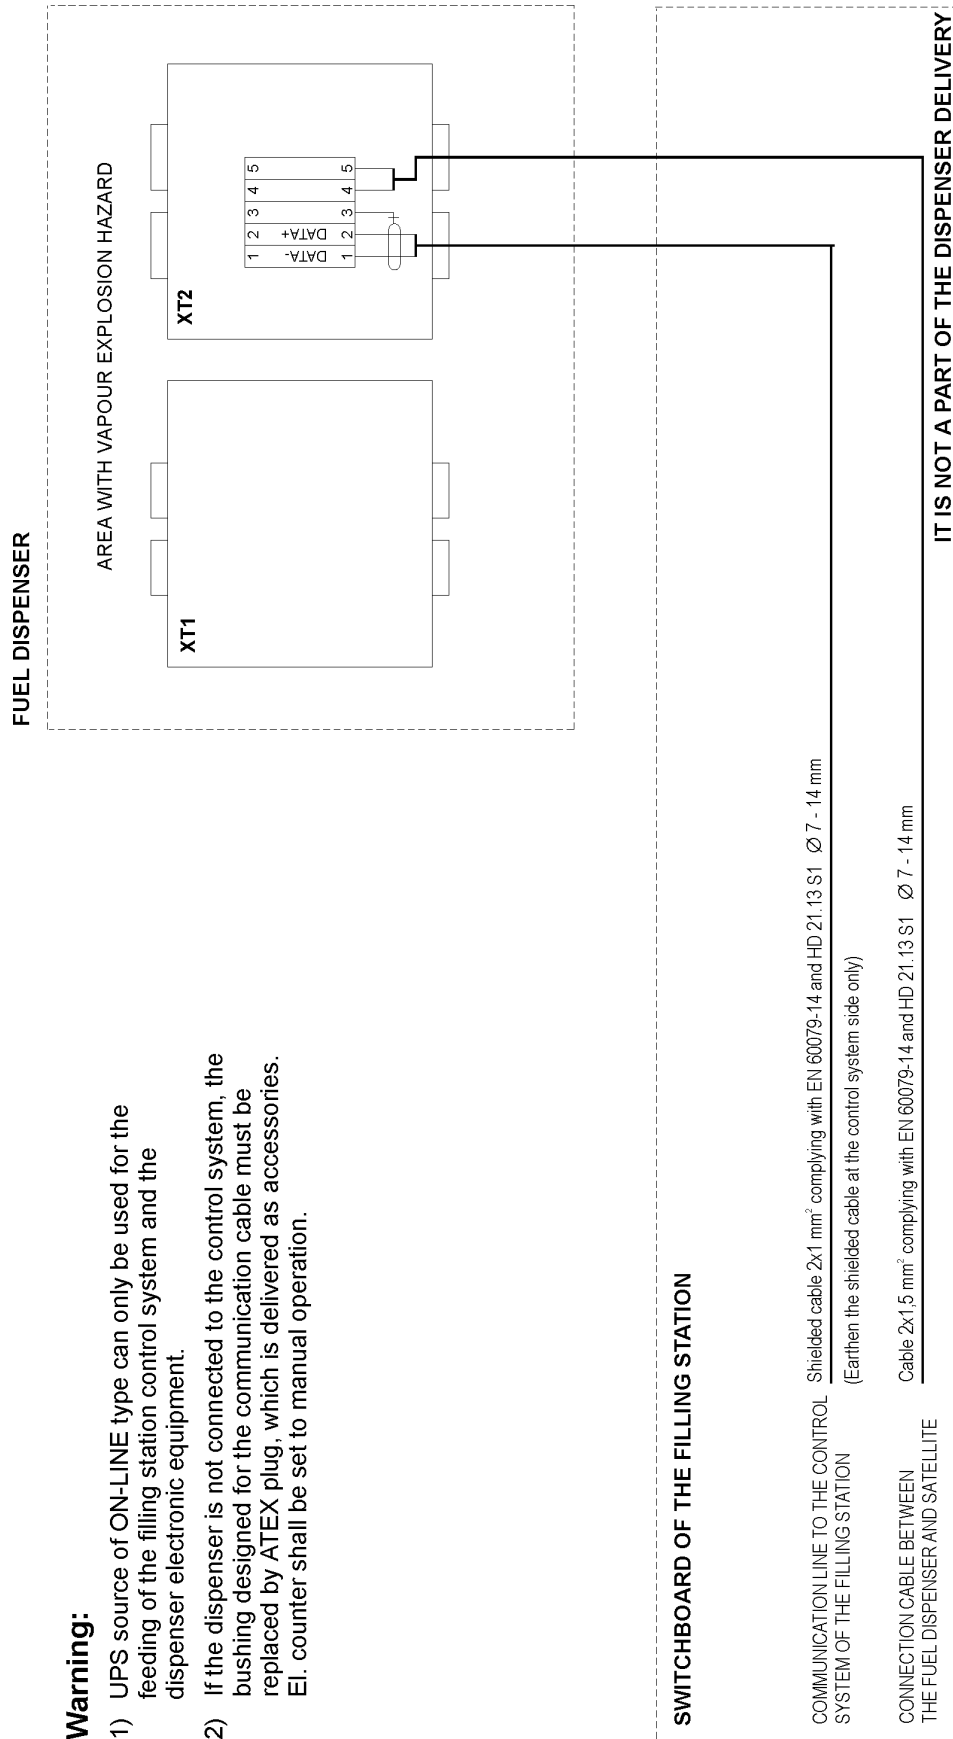 FUEL DISPENSER
AREA WITH VAPOUR EXPLOSION HAZARD
XT1
XT2
1 2 3 4 5
DATA- DATA+
1 2 3 4 5
Warning:
1) UPS source of ON-LINE type can only be used for the
feeding of the filling station control system and the
dispenser electronic equipment.
2) If the dispenser is not connected to the control system, the
bushing designed for the communication cable must be
replaced by ATEX plug, which is delivered as accessories.
El. counter shall be set to manual operation.
SWITCHBOARD OF THE FILLING STATION
COMMUNICATION LINE TO THE CONTROL
SYSTEM OF THE FILLING STATION
Shielded cable 2x1 mm² complying with EN 60079-14 and HD 21.13 S1 Ø 7 - 14 mm
(Earthen the shielded cable at the control system side only)
CONNECTION CABLE BETWEEN
THE FUEL DISPENSER AND SATELLITE
Cable 2x1,5 mm² complying with EN 60079-14 and HD 21.13 S1 Ø 7 - 14 mm
IT IS NOT A PART OF THE DISPENSER DELIVERY